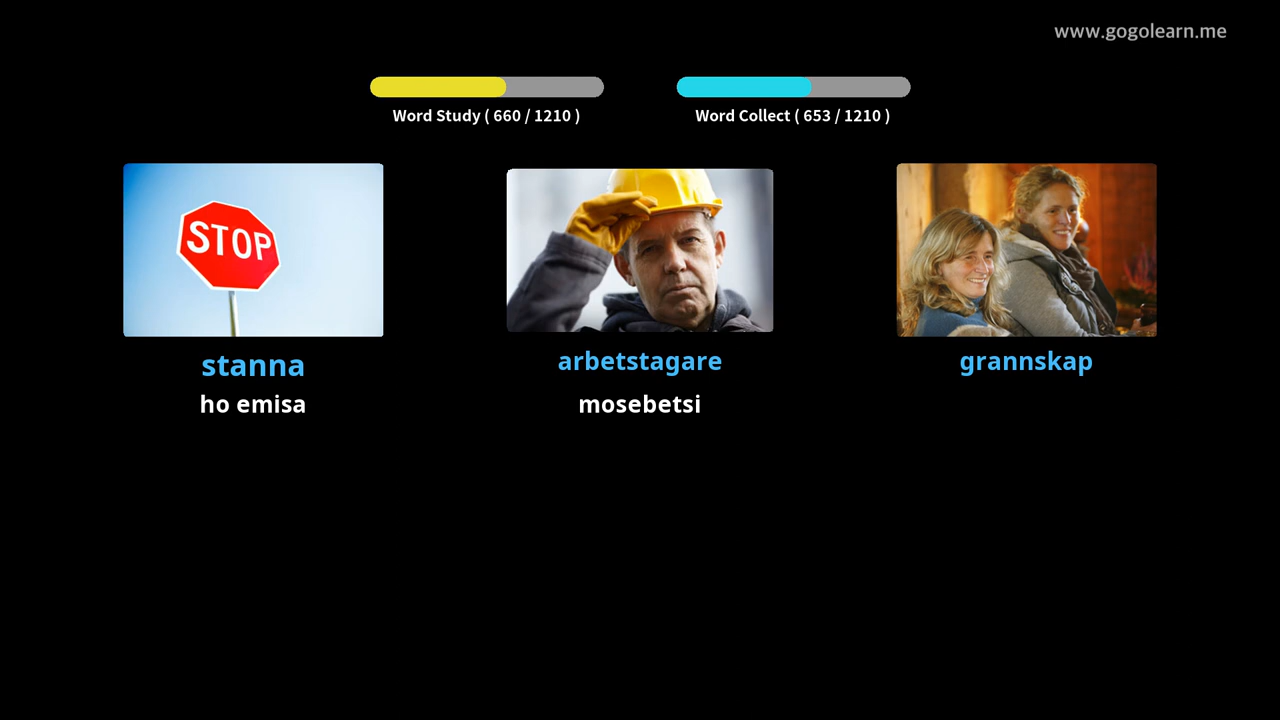 www.gogolearn.me
Word Study ( 660 / 1210 )
Word Collect ( 653 / 1210 )
STOP
stanna
ho emisa
arbetstagare
mosebetsi
grannskap